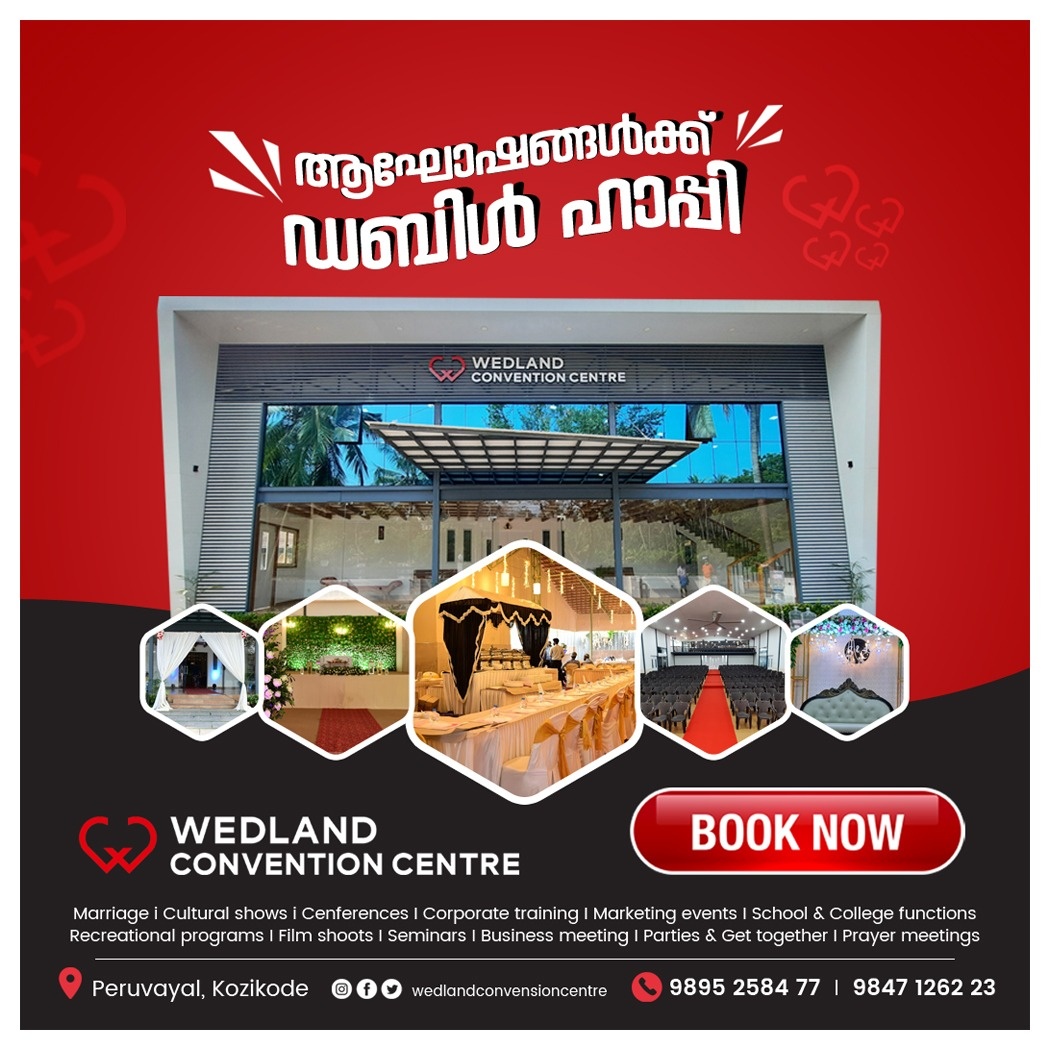 ആഘോഷങ്ങൾക്ക്
ഡബിൾ ഹാപ്പി
WEDLAND
CONVENTION CENTRE
WEDLAND
CONVENTION CENTRE
BOOK NOW
Marriage i Cultural shows i Cenferences I Corporate training I Marketing events I School & College functions
Recreational programs I Film shoots I Seminars I Business meeting I Parties & Get together I Prayer meetings
Peruvayal, Kozikode wedlandconvensioncentre 9895 2584 77 | 9847 1262 23